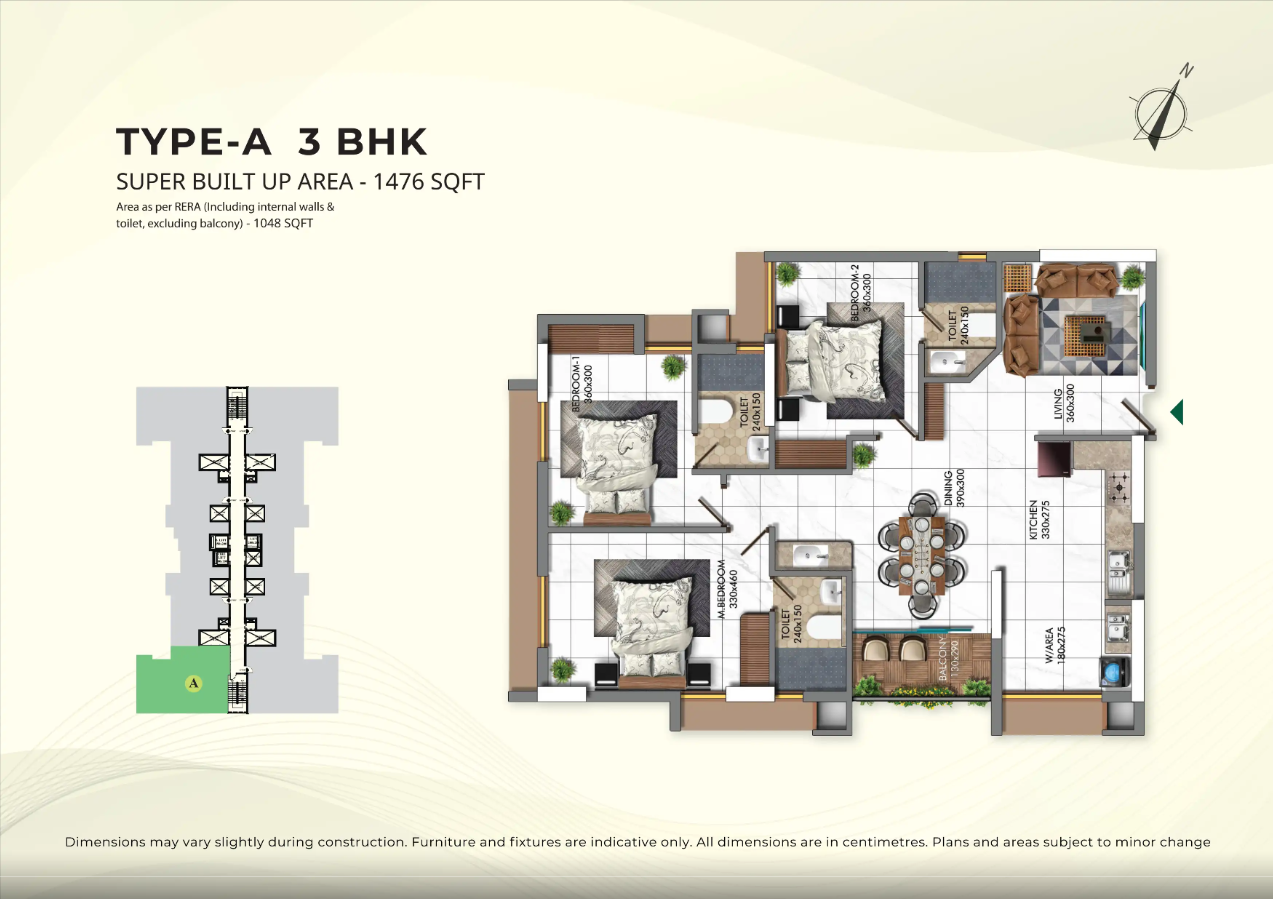 N
TYPE-A 3 BHK
SUPER BUILT UP AREA - 1476 SQFT
Area as per RERA (Including internal walls &
toilet, excluding balcony) - 1048 SQFT
BEDROOM-2
360x300
TOILET
240x150
BEDROOM-1
360x300
TOILET
240x150
LIVING
360x300
DINING
390x300
KITCHEN
330x275
M.BEDROOM
330x460
TOILET
240x150
BALCONY
130x290
W/AREA
180x275
A
Dimensions may vary slightly during construction. Furniture and fixtures are indicative only. All dimensions are in centimetres. Plans and areas subject to minor change